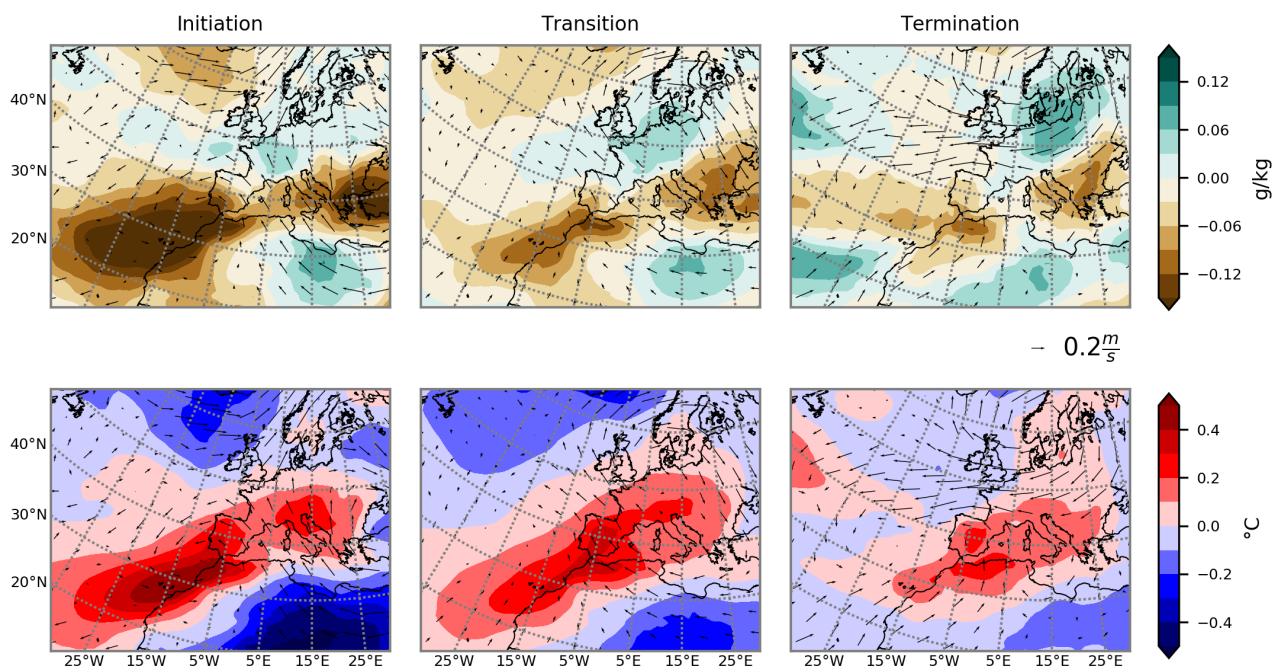 Initiation Transition Termination
40°N
30°N
20°N
0.12
0.06
0.00
−0.06
−0.12
g/kg
→ 0.2 m/s
40°N
30°N
20°N
0.4
0.2
0.0
−0.2
−0.4
°C
25°W 15°W 5°W 5°E 15°E 25°E 25°W 15°W 5°W 5°E 15°E 25°E 25°W 15°W 5°W 5°E 15°E 25°E